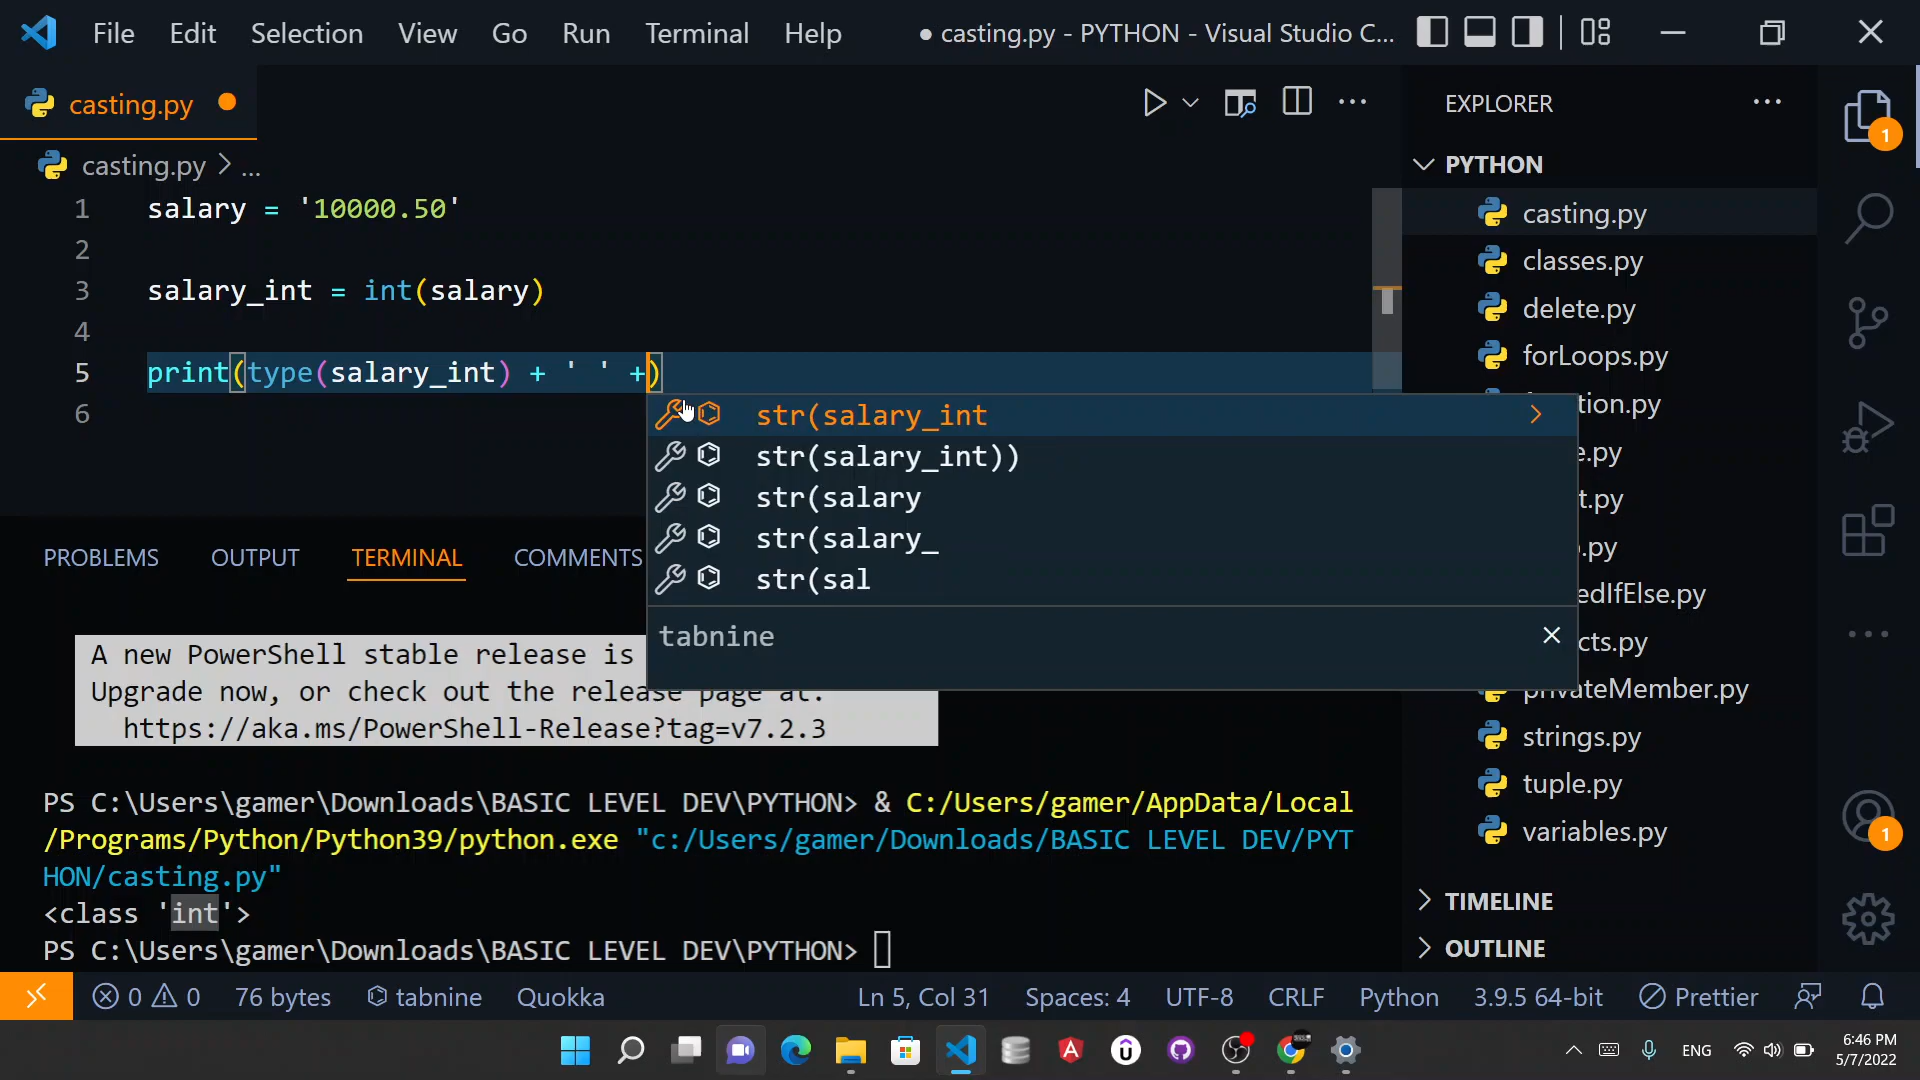 File Edit Selection View Go Run Terminal Help ● casting.py - PYTHON - Visual Studio C...
casting.py
EXPLORER
casting.py > ...
PYTHON
1 salary = '10000.50'
2
3 salary_int = int(salary)
4
5 print(type(salary_int) + ' ' +)
6
str(salary_int
str(salary_int))
str(salary
str(salary_
str(sal
tabnine
casting.py
classes.py
delete.py
forLoops.py
tion.py
.py
t.py
.py
edIfElse.py
cts.py
privateMember.py
strings.py
tuple.py
variables.py
TIMELINE
OUTLINE
1
1
PROBLEMS OUTPUT TERMINAL COMMENTS
A new PowerShell stable release is
Upgrade now, or check out the release page at:
https://aka.ms/PowerShell-Release?tag=v7.2.3
PS C:\Users\gamer\Downloads\BASIC LEVEL DEV\PYTHON> & C:/Users/gamer/AppData/Local
/Programs/Python/Python39/python.exe "c:/Users/gamer/Downloads/BASIC LEVEL DEV/PYT
HON/casting.py"
<class 'int'>
PS C:\Users\gamer\Downloads\BASIC LEVEL DEV\PYTHON>
0 0 76 bytes tabnine Quokka Ln 5, Col 31 Spaces: 4 UTF-8 CRLF Python 3.9.5 64-bit Prettier
ENG
6:46 PM
5/7/2022